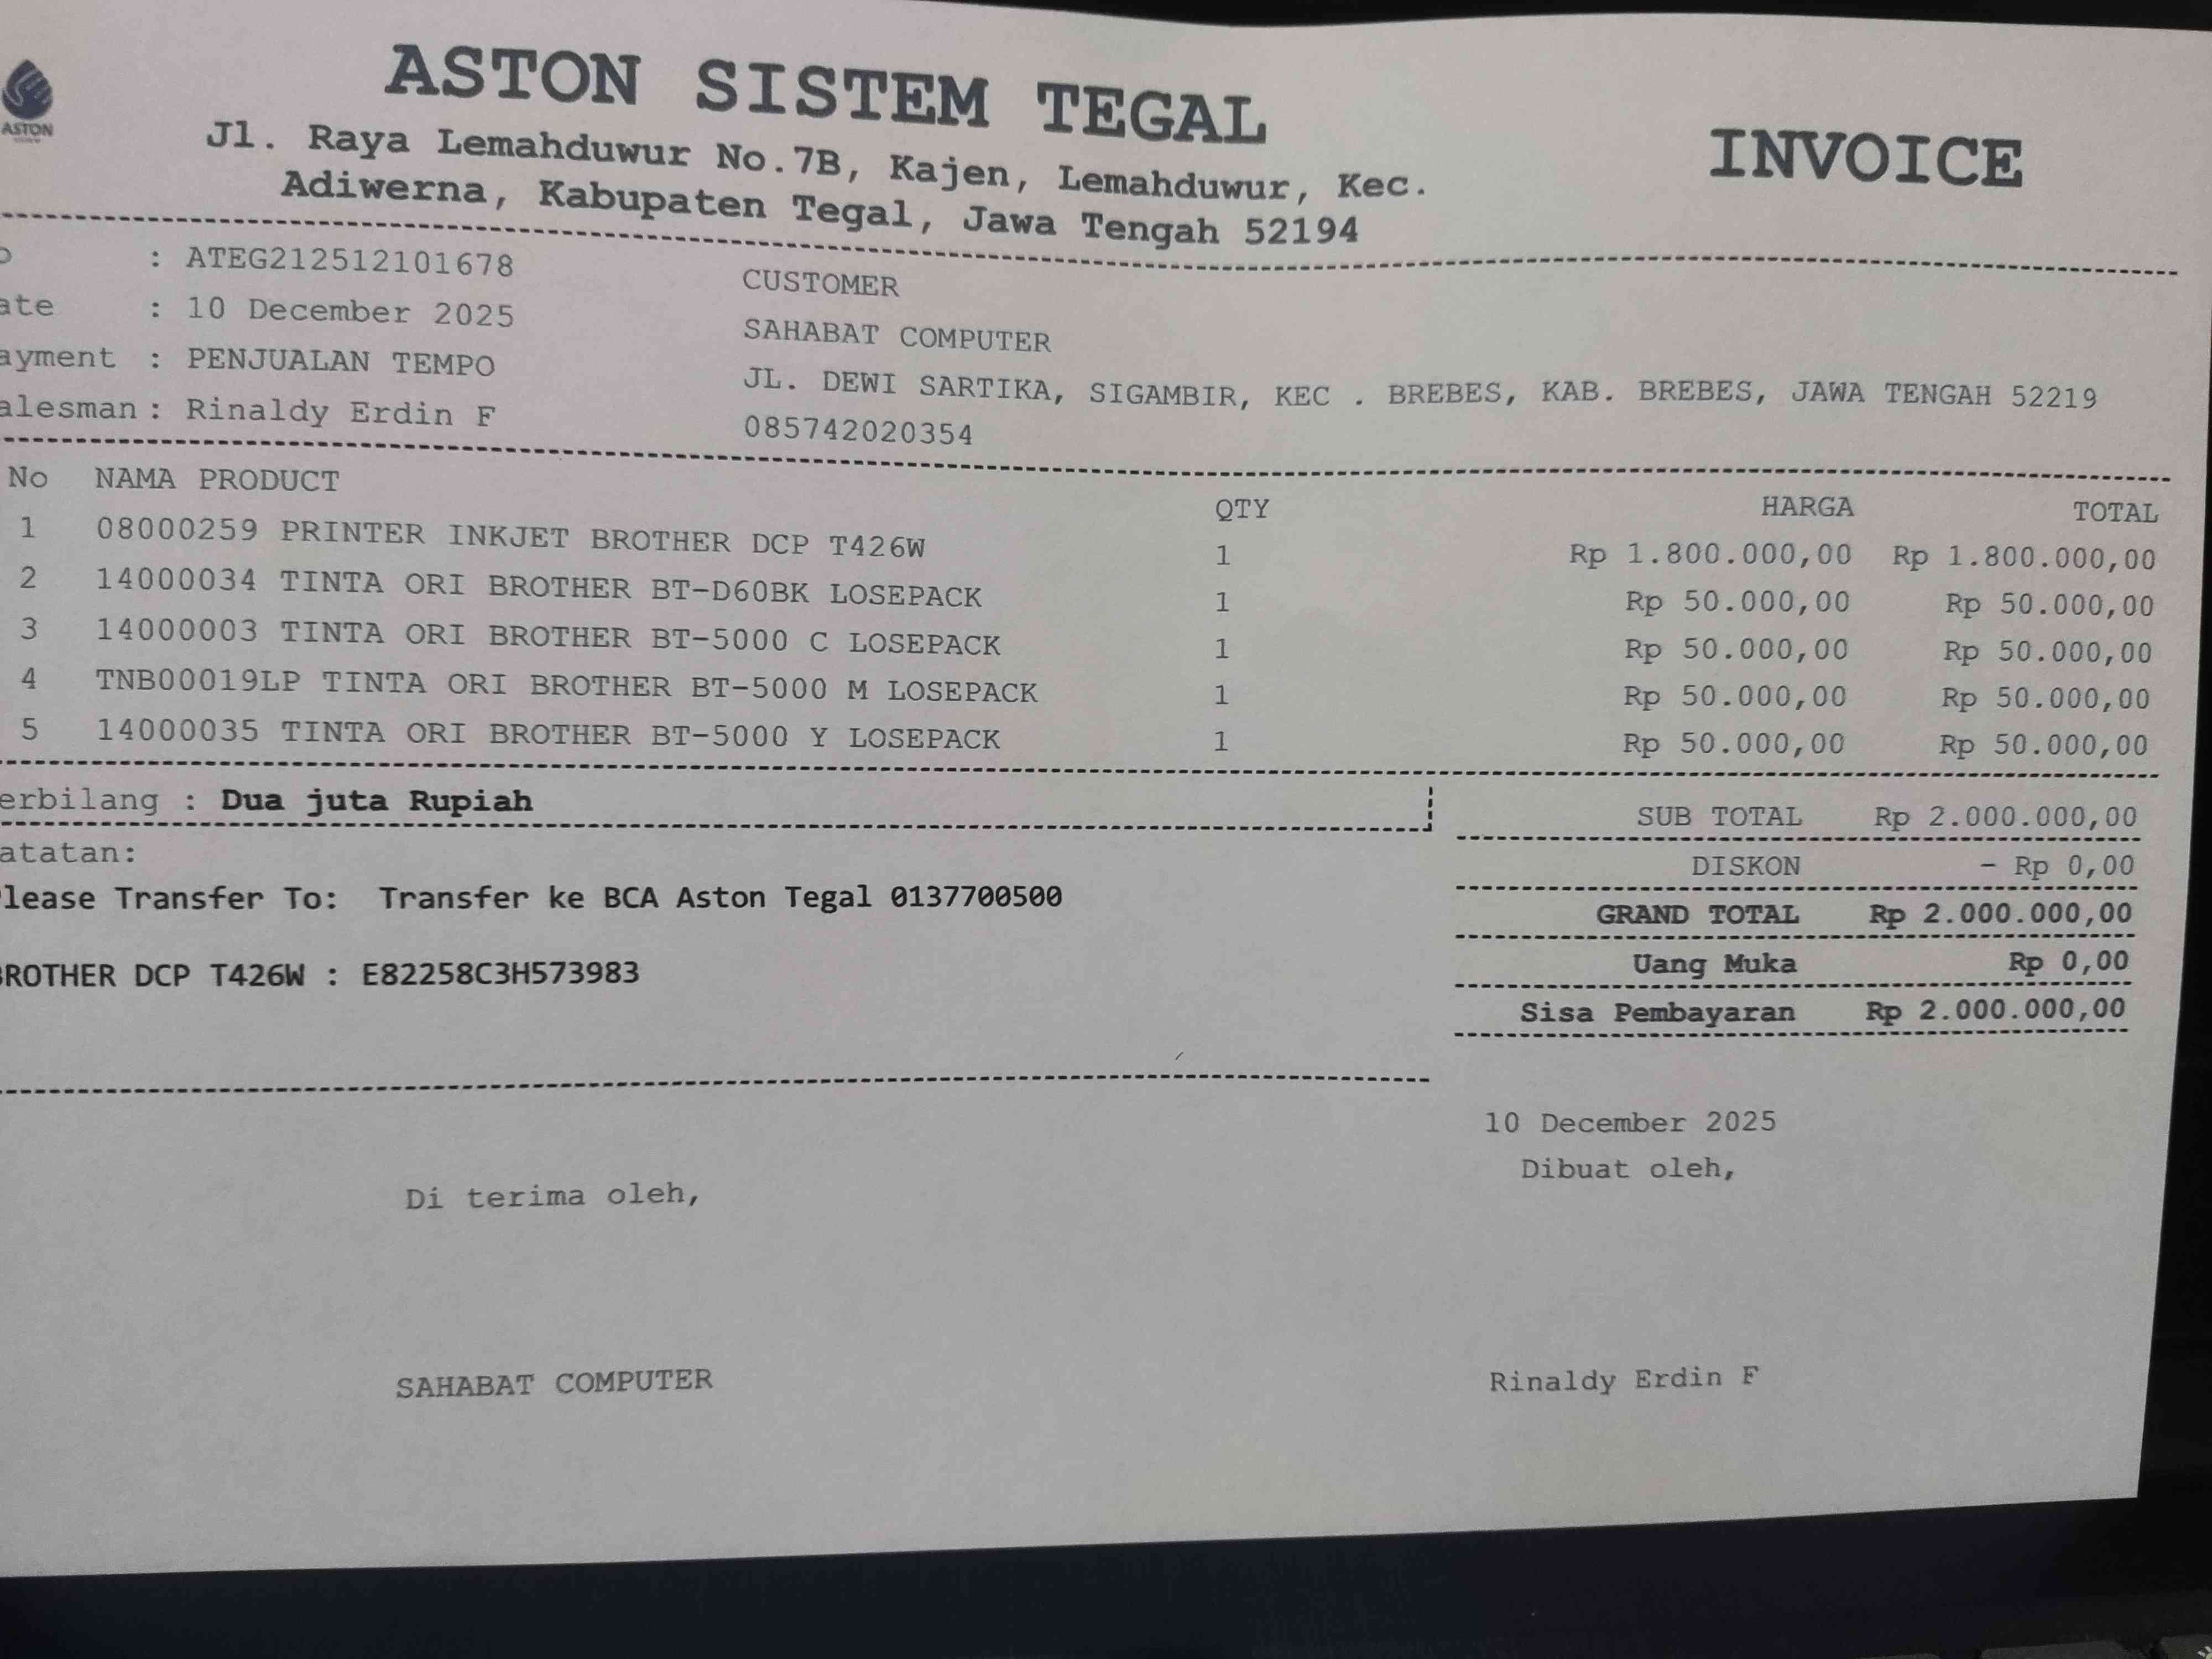 ASTON
ASTON SISTEM TEGAL
INVOICE
Jl. Raya Lemahduwur No.7B, Kajen, Lemahduwur, Kec.
Adiwerna, Kabupaten Tegal, Jawa Tengah 52194
: ATEG212512101678
ate : 10 December 2025
ayment : PENJUALAN TEMPO
alesman : Rinaldy Erdin F
CUSTOMER
SAHABAT COMPUTER
JL. DEWI SARTIKA, SIGAMBIR, KEC . BREBES, KAB. BREBES, JAWA TENGAH 52219
085742020354
No NAMA PRODUCT QTY HARGA TOTAL
1 08000259 PRINTER INKJET BROTHER DCP T426W 1 Rp 1.800.000,00 Rp 1.800.000,00
2 14000034 TINTA ORI BROTHER BT-D60BK LOSEPACK 1 Rp 50.000,00 Rp 50.000,00
3 14000003 TINTA ORI BROTHER BT-5000 C LOSEPACK 1 Rp 50.000,00 Rp 50.000,00
4 TNB00019LP TINTA ORI BROTHER BT-5000 M LOSEPACK 1 Rp 50.000,00 Rp 50.000,00
5 14000035 TINTA ORI BROTHER BT-5000 Y LOSEPACK 1 Rp 50.000,00 Rp 50.000,00
erbilang : Dua juta Rupiah
atatan:
lease Transfer To: Transfer ke BCA Aston Tegal 0137700500
ROTHER DCP T426W : E82258C3H573983
SUB TOTAL Rp 2.000.000,00
DISKON - Rp 0,00
GRAND TOTAL Rp 2.000.000,00
Uang Muka Rp 0,00
Sisa Pembayaran Rp 2.000.000,00
10 December 2025
Di terima oleh,
Dibuat oleh,
SAHABAT COMPUTER
Rinaldy Erdin F